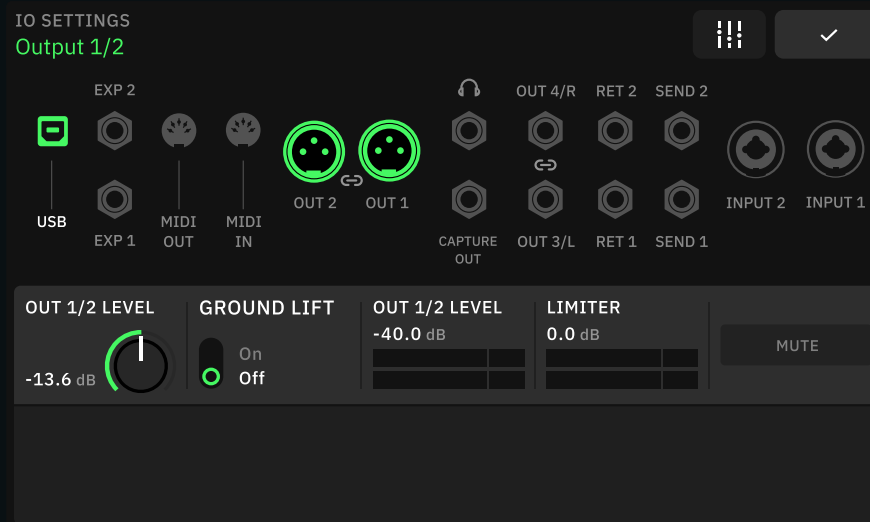 IO SETTINGS
Output 1/2
EXP 2
OUT 4/R
RET 2
SEND 2
USB
EXP 1
MIDI
OUT
MIDI
IN
OUT 2
OUT 1
CAPTURE
OUT
OUT 3/L
RET 1
SEND 1
INPUT 2
INPUT 1
OUT 1/2 LEVEL
-13.6 dB
GROUND LIFT
On
Off
OUT 1/2 LEVEL
-40.0 dB
LIMITER
0.0 dB
MUTE